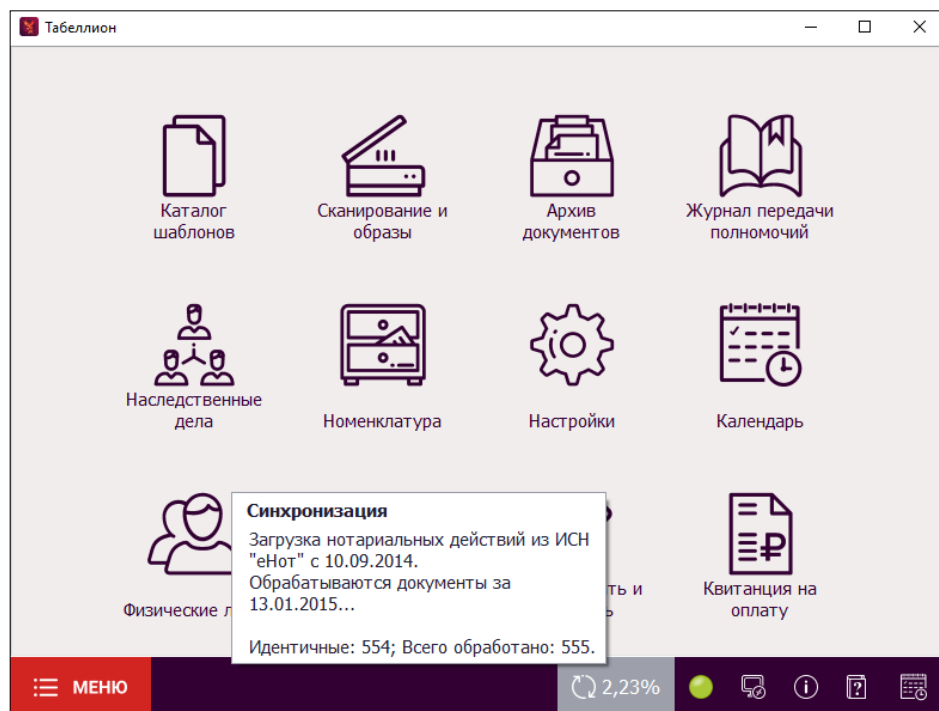 Табеллион
Каталог
шаблонов
Сканирование и
образы
Архив
документов
Журнал передачи
полномочий
Наследственные
дела
Номенклатура
Настройки
Календарь
Физические
Синхронизация
Загрузка нотариальных действий из ИСН
"еНот" с 10.09.2014.
Обрабатываются документы за
13.01.2015...
Идентичные: 554; Всего обработано: 555.
и
Квитанция на
оплату
МЕНЮ
2,23%